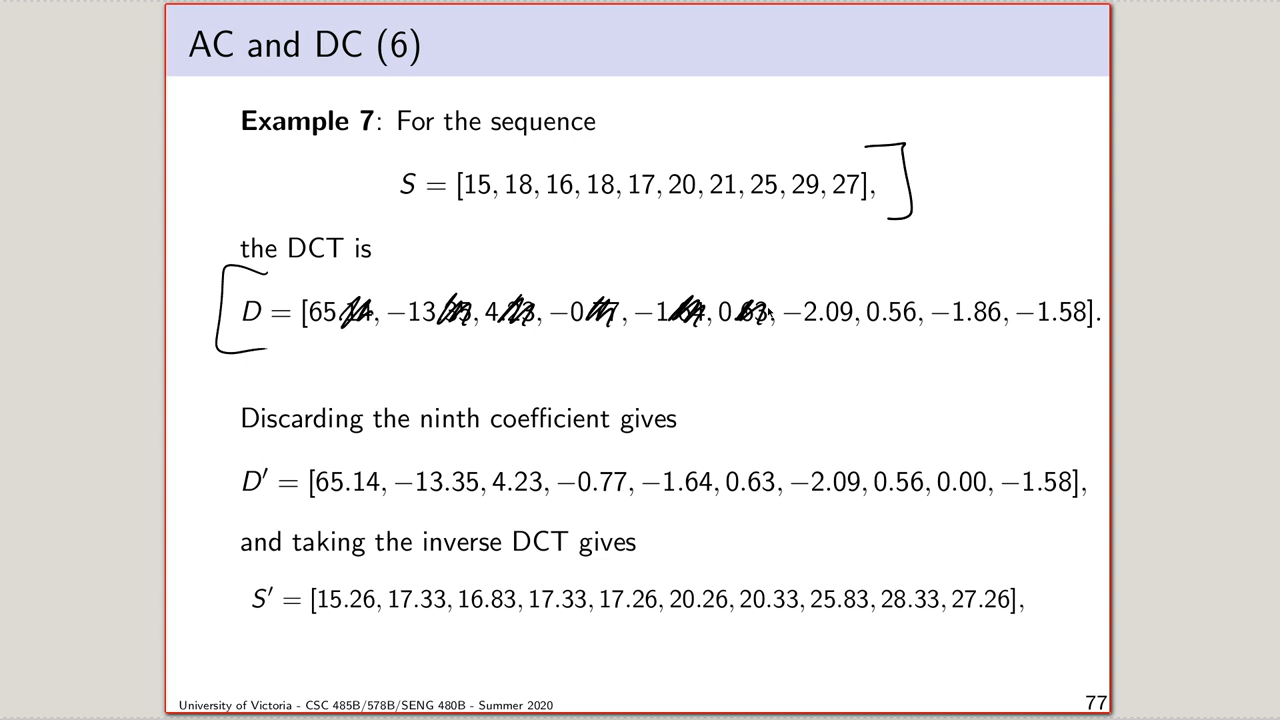 AC and DC (6)
Example 7: For the sequence
S = [15, 18, 16, 18, 17, 20, 21, 25, 29, 27],
the DCT is
D = [65. , −13. , 4. , −0. , −1. , 0. , −2.09, 0.56, −1.86, −1.58].
Discarding the ninth coefficient gives
D′ = [65.14, −13.35, 4.23, −0.77, −1.64, 0.63, −2.09, 0.56, 0.00, −1.58],
and taking the inverse DCT gives
S′ = [15.26, 17.33, 16.83, 17.33, 17.26, 20.26, 20.33, 25.83, 28.33, 27.26],
University of Victoria - CSC 485B/578B/SENG 480B - Summer 2020
77